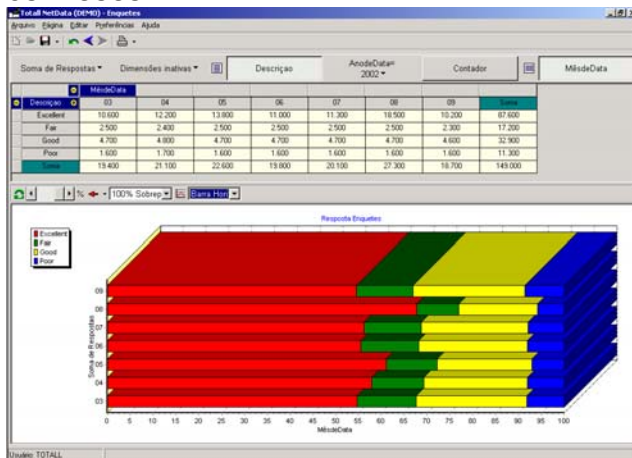 Totall NetData (DEMO) - Enquetes
Arquivo Página Editar Preferências Ajuda
Soma de Respostas Dimensões inativas Descriçao AnodeData= 2002 Contador MêsdeData
MêsdeData
Descriçao 03 04 05 06 07 08 09 Soma
Excellent 10.600 12.200 13.800 11.000 11.300 18.500 10.200 87.600
Fair 2.500 2.400 2.500 2.500 2.500 2.500 2.300 17.200
Good 4.700 4.800 4.700 4.700 4.700 4.700 4.600 32.900
Poor 1.600 1.700 1.600 1.600 1.600 1.600 1.600 11.300
Soma 19.400 21.100 22.600 19.800 20.100 27.300 18.700 149.000
% 100% Sobrep Barra Hori
Resposta Enquetes
Excellent
Fair
Good
Poor
Soma de Respostas
09
08
07
06
05
04
03
0 5 10 15 20 25 30 35 40 45 50 55 60 65 70 75 80 85 90 95 100
MêsdeData
Usuário: TOTALL